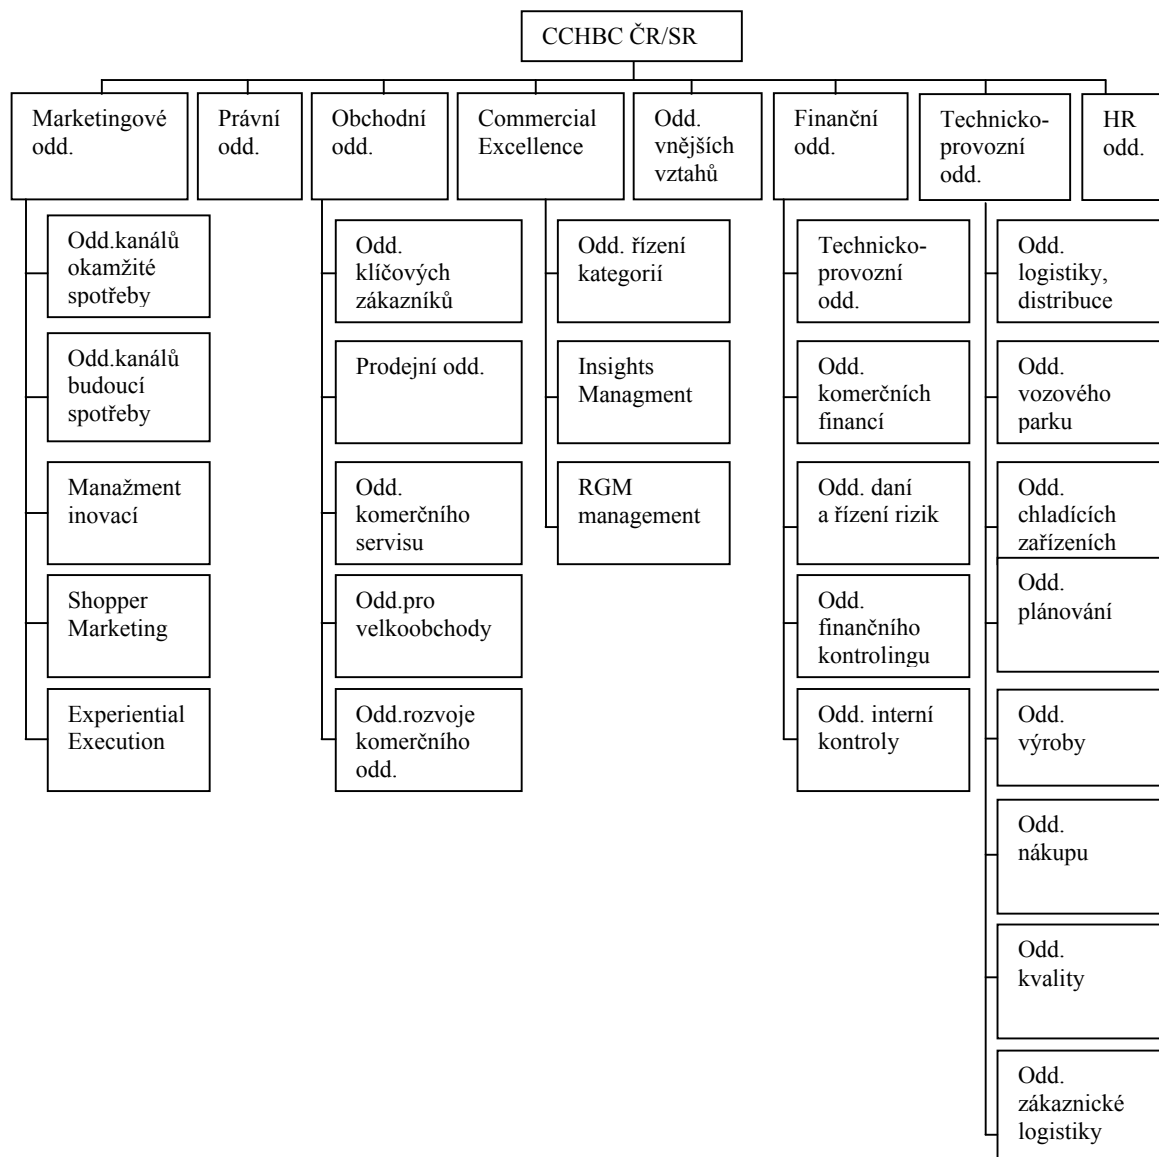 CCHBC ČR/SR
Marketingové
odd.
Právní
odd.
Obchodní
odd.
Commercial
Excellence
Odd.
vnějších
vztahů
Finanční
odd.
Technicko-
provozní
odd.
HR
odd.
Odd.kanálů
okamžité
spotřeby
Odd.kanálů
budoucí
spotřeby
Manažment
inovací
Shopper
Marketing
Experiential
Execution
Odd.
klíčových
zákazníků
Prodejní odd.
Odd.
komerčního
servisu
Odd.pro
velkoobchody
Odd.rozvoje
komerčního
odd.
Odd. řízení
kategorií
Insights
Managment
RGM
management
Technicko-
provozní
odd.
Odd.
komerčních
financí
Odd. daní
a řízení rizik
Odd.
finančního
kontrolingu
Odd. interní
kontroly
Odd.
logistiky,
distribuce
Odd.
vozového
parku
Odd.
chladících
zařízeních
Odd.
plánování
Odd.
výroby
Odd.
nákupu
Odd.
kvality
Odd.
zákaznické
logistiky